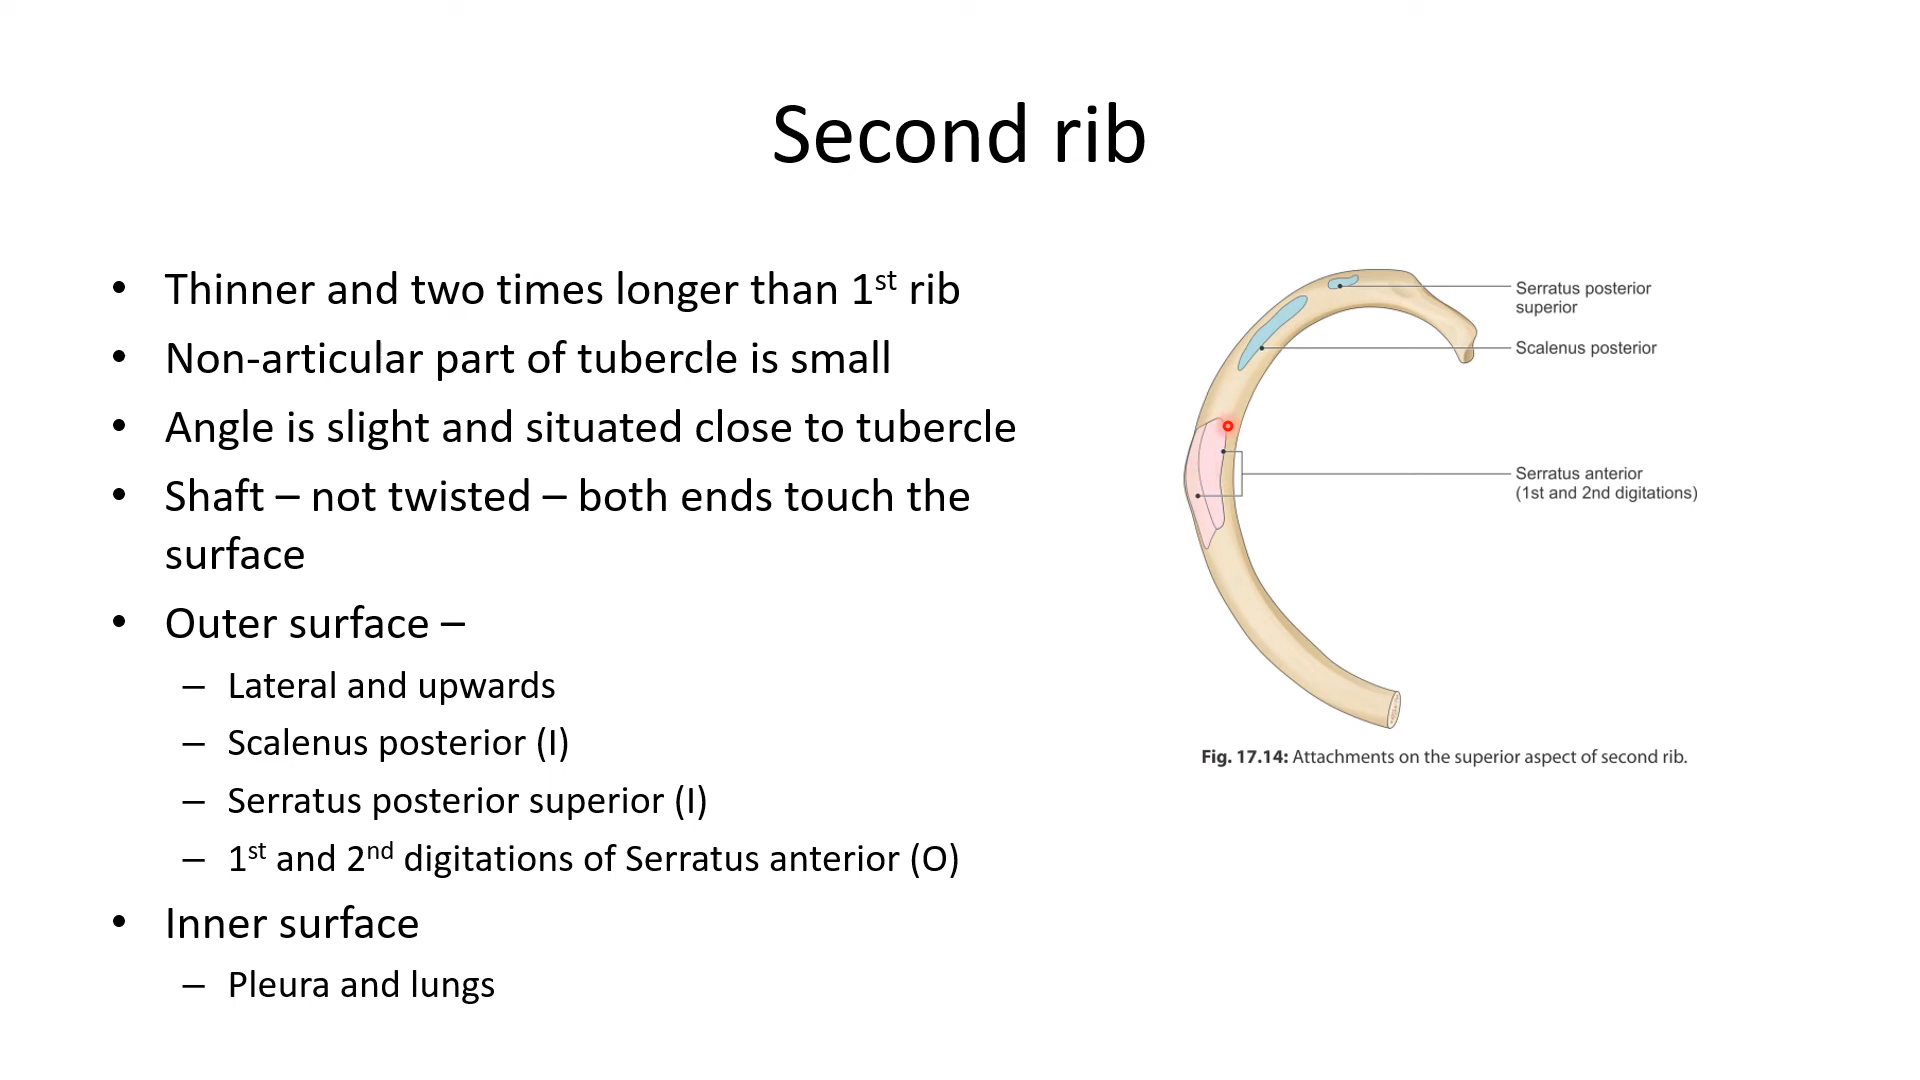 Second rib
• Thinner and two times longer than 1st rib
• Non-articular part of tubercle is small
• Angle is slight and situated close to tubercle
• Shaft – not twisted – both ends touch the
surface
• Outer surface –
– Lateral and upwards
– Scalenus posterior (I)
– Serratus posterior superior (I)
– 1st and 2nd digitations of Serratus anterior (O)
• Inner surface
– Pleura and lungs
Serratus posterior
superior
Scalenus posterior
Serratus anterior
(1st and 2nd digitations)
Fig. 17.14: Attachments on the superior aspect of second rib.